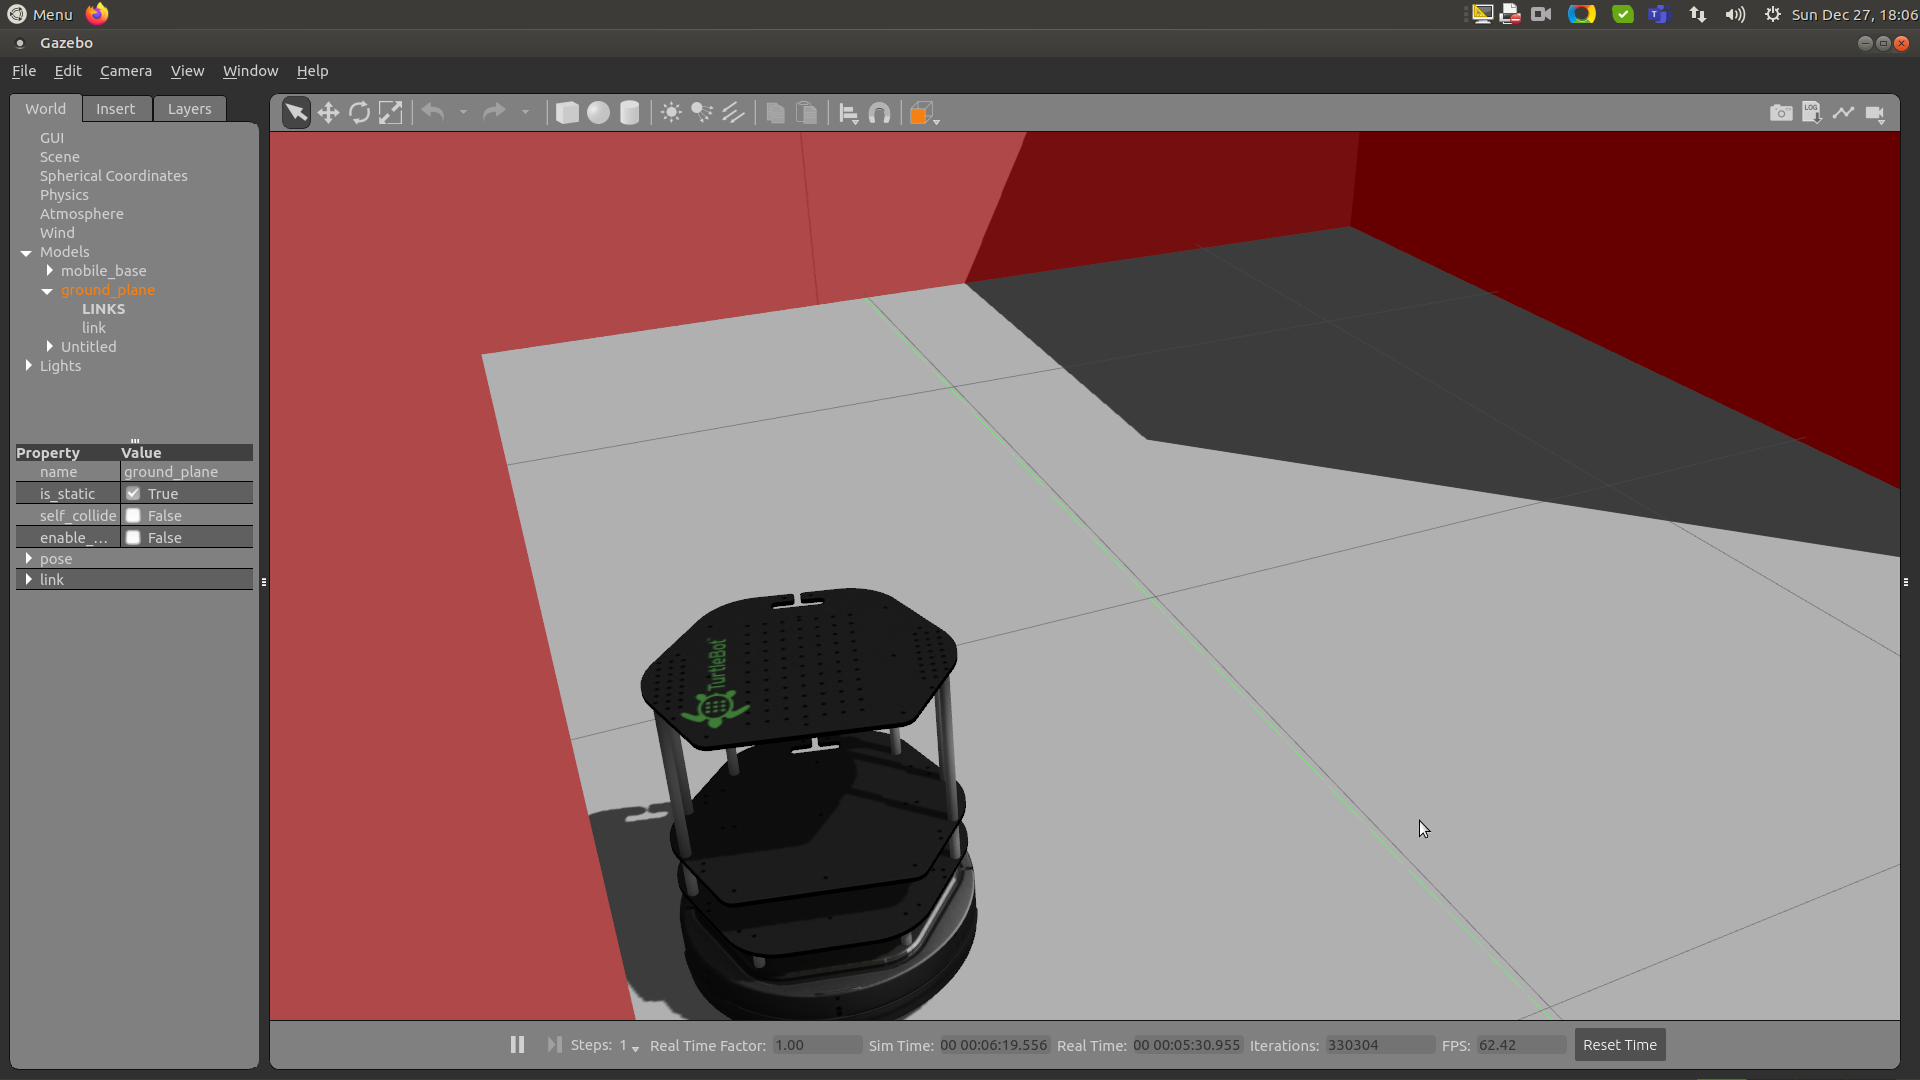 Menu
Sun Dec 27, 18:06
Gazebo
File Edit Camera View Window Help
World Insert Layers
LOG
GUI
Scene
Spherical Coordinates
Physics
Atmosphere
Wind
Models
mobile_base
ground_plane
LINKS
link
Untitled
Lights
Property Value
name ground_plane
is_static True
self_collide False
enable_... False
pose
link
TurtleBot
Steps: 1 Real Time Factor: 1.00 Sim Time: 00 00:06:19.556 Real Time: 00 00:05:30.955 Iterations: 330304 FPS: 62.42 Reset Time